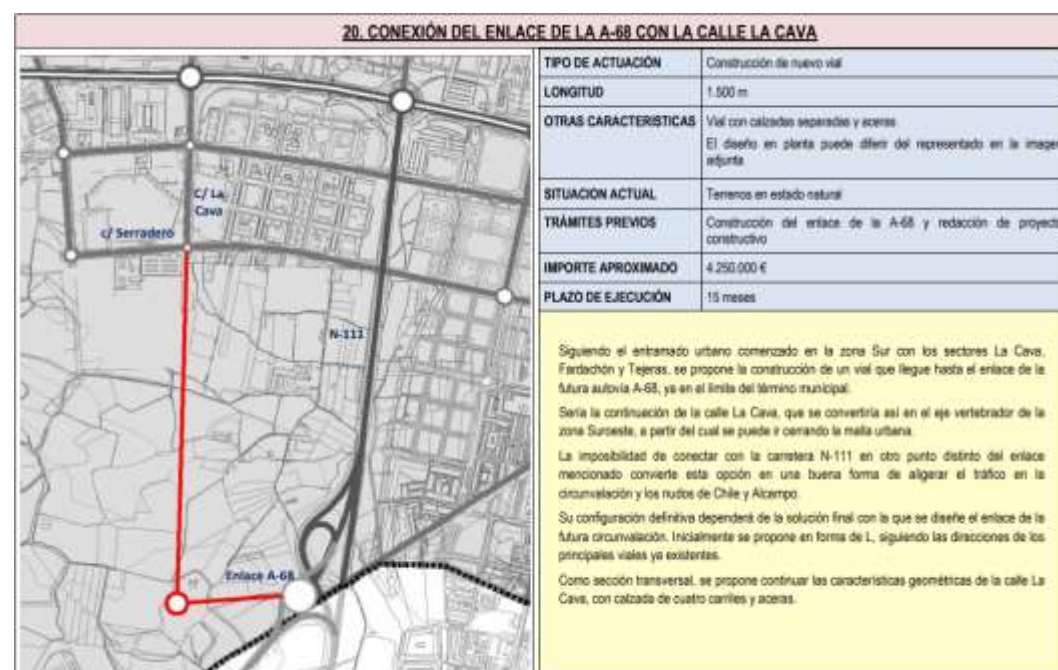 20. CONEXIÓN DEL ENLACE DE LA A-68 CON LA CALLE LA CAVA
C/ La
Cava
c/ Serradero
N-111
Enlace A-68
TIPO DE ACTUACIÓN Construcción de nuevo vial
LONGITUD 1.500 m
OTRAS CARACTERISTICAS Vial con calzadas separadas y aceras
El diseño en planta puede diferir del representado en la imagen
adjunta
SITUACION ACTUAL Terrenos en estado natural
TRÁMITES PREVIOS Construcción del enlace de la A-68 y redacción de proyecto
constructivo
IMPORTE APROXIMADO 4.250.000 €
PLAZO DE EJECUCIÓN 15 meses
Siguiendo el entramado urbano comenzado en la zona Sur con los sectores La Cava,
Fardachón y Tejeras, se propone la construcción de un vial que llegue hasta el enlace de la
futura autovía A-68, ya en el límite del término municipal.
Sería la continuación de la calle La Cava, que se convertiría así en el eje vertebrador de la
zona Suroeste, a partir del cual se puede ir cerrando la malla urbana.
La imposibilidad de conectar con la carretera N-111 en otro punto distinto del enlace
mencionado convierte esta opción en una buena forma de aligerar el tráfico en la
circunvalación y los nudos de Chile y Alcampo.
Su configuración definitiva dependerá de la solución final con la que se diseñe el enlace de la
futura circunvalación. Inicialmente se propone en forma de L, siguiendo las direcciones de los
principales viales ya existentes.
Como sección transversal, se propone continuar las características geométricas de la calle La
Cava, con calzada de cuatro carriles y aceras.